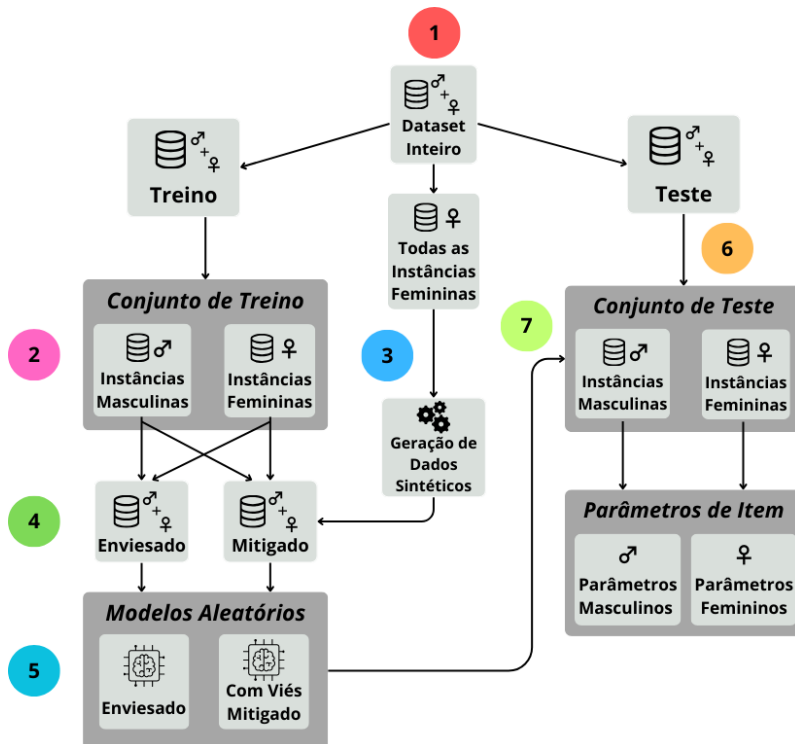 1
Dataset
Inteiro
Treino
Teste
Todas as
Instâncias
Femininas
6
Conjunto de Treino
2
Instâncias
Masculinas
Instâncias
Femininas
3
7
Conjunto de Teste
Instâncias
Masculinas
Instâncias
Femininas
Geração de
Dados
Sintéticos
4
Enviesado
Mitigado
Parâmetros de Item
Parâmetros
Masculinos
Parâmetros
Femininos
Modelos Aleatórios
5
Enviesado
Com Viés
Mitigado